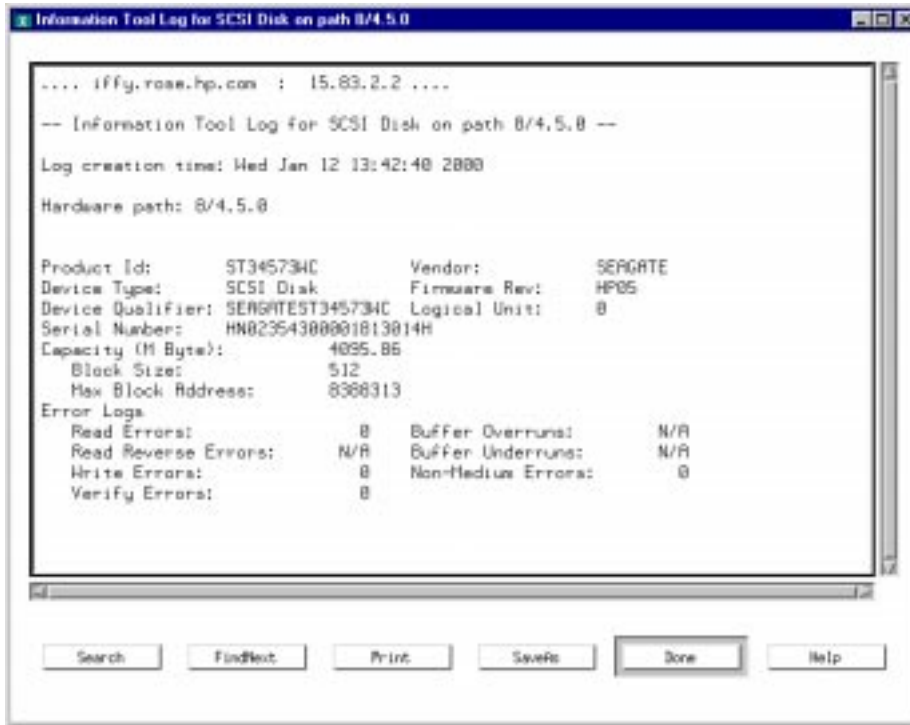 Information Tool Log for SCSI Disk on path 8/4.5.0
.... iffy.rose.hp.com : 15.83.2.2 ....
-- Information Tool Log for SCSI Disk on path 8/4.5.0 --
Log creation time: Wed Jan 12 13:42:40 2000
Hardware path: 8/4.5.0
Product Id: ST34573WC Vendor: SEAGATE
Device Type: SCSI Disk Firmware Rev: HP05
Device Qualifier: SEAGATEST34573WC Logical Unit: 0
Serial Number: HN02354300001813014H
Capacity (M Byte): 4095.86
Block Size: 512
Max Block Address: 8388313
Error Logs
Read Errors: 0 Buffer Overruns: N/A
Read Reverse Errors: N/A Buffer Underruns: N/A
Write Errors: 0 Non-Medium Errors: 0
Verify Errors: 0
Search FindNext Print SaveAs Done Help